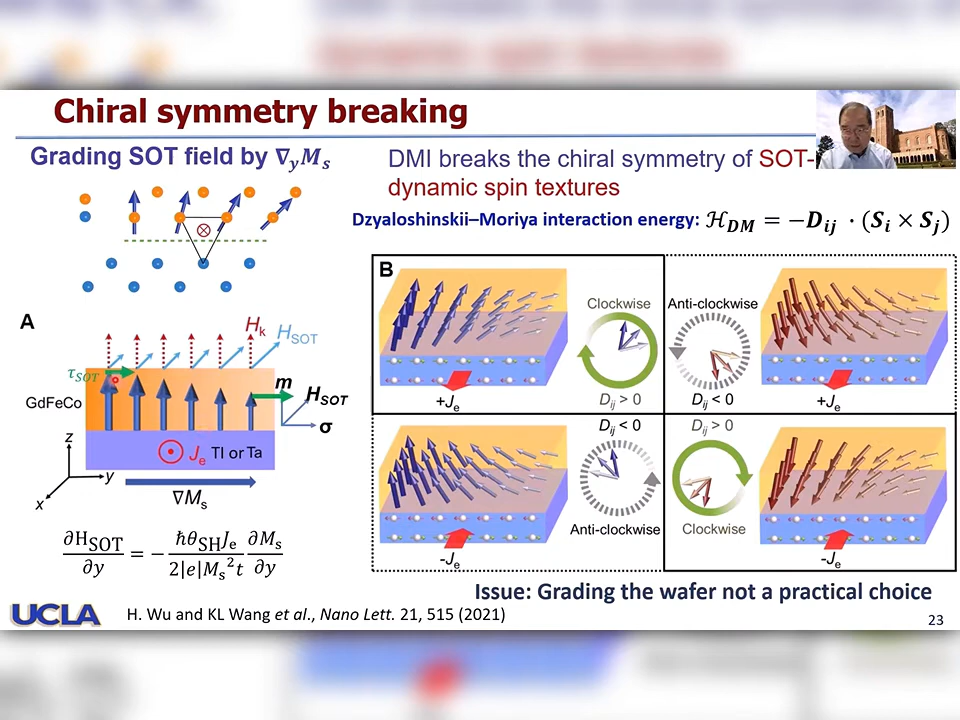 Chiral symmetry breaking
Grading SOT field by ∇yMs
DMI breaks the chiral symmetry of SOT-
dynamic spin textures
Dzyaloshinskii–Moriya interaction energy: ℋDM = −Dij · (Si × Sj)
A
Hk
HSOT
τSOT
GdFeCo
m
HSOT
σ
z
y
x
Je TI or Ta
∇Ms
∂HSOT/∂y = − ħθSHJe/2|e|Ms²t ∂Ms/∂y
B
Clockwise
Dij > 0
+Je
Anti-clockwise
Dij < 0
+Je
Dij < 0
Anti-clockwise
-Je
Dij > 0
Clockwise
-Je
Issue: Grading the wafer not a practical choice
UCLA
H. Wu and KL Wang et al., Nano Lett. 21, 515 (2021)
23